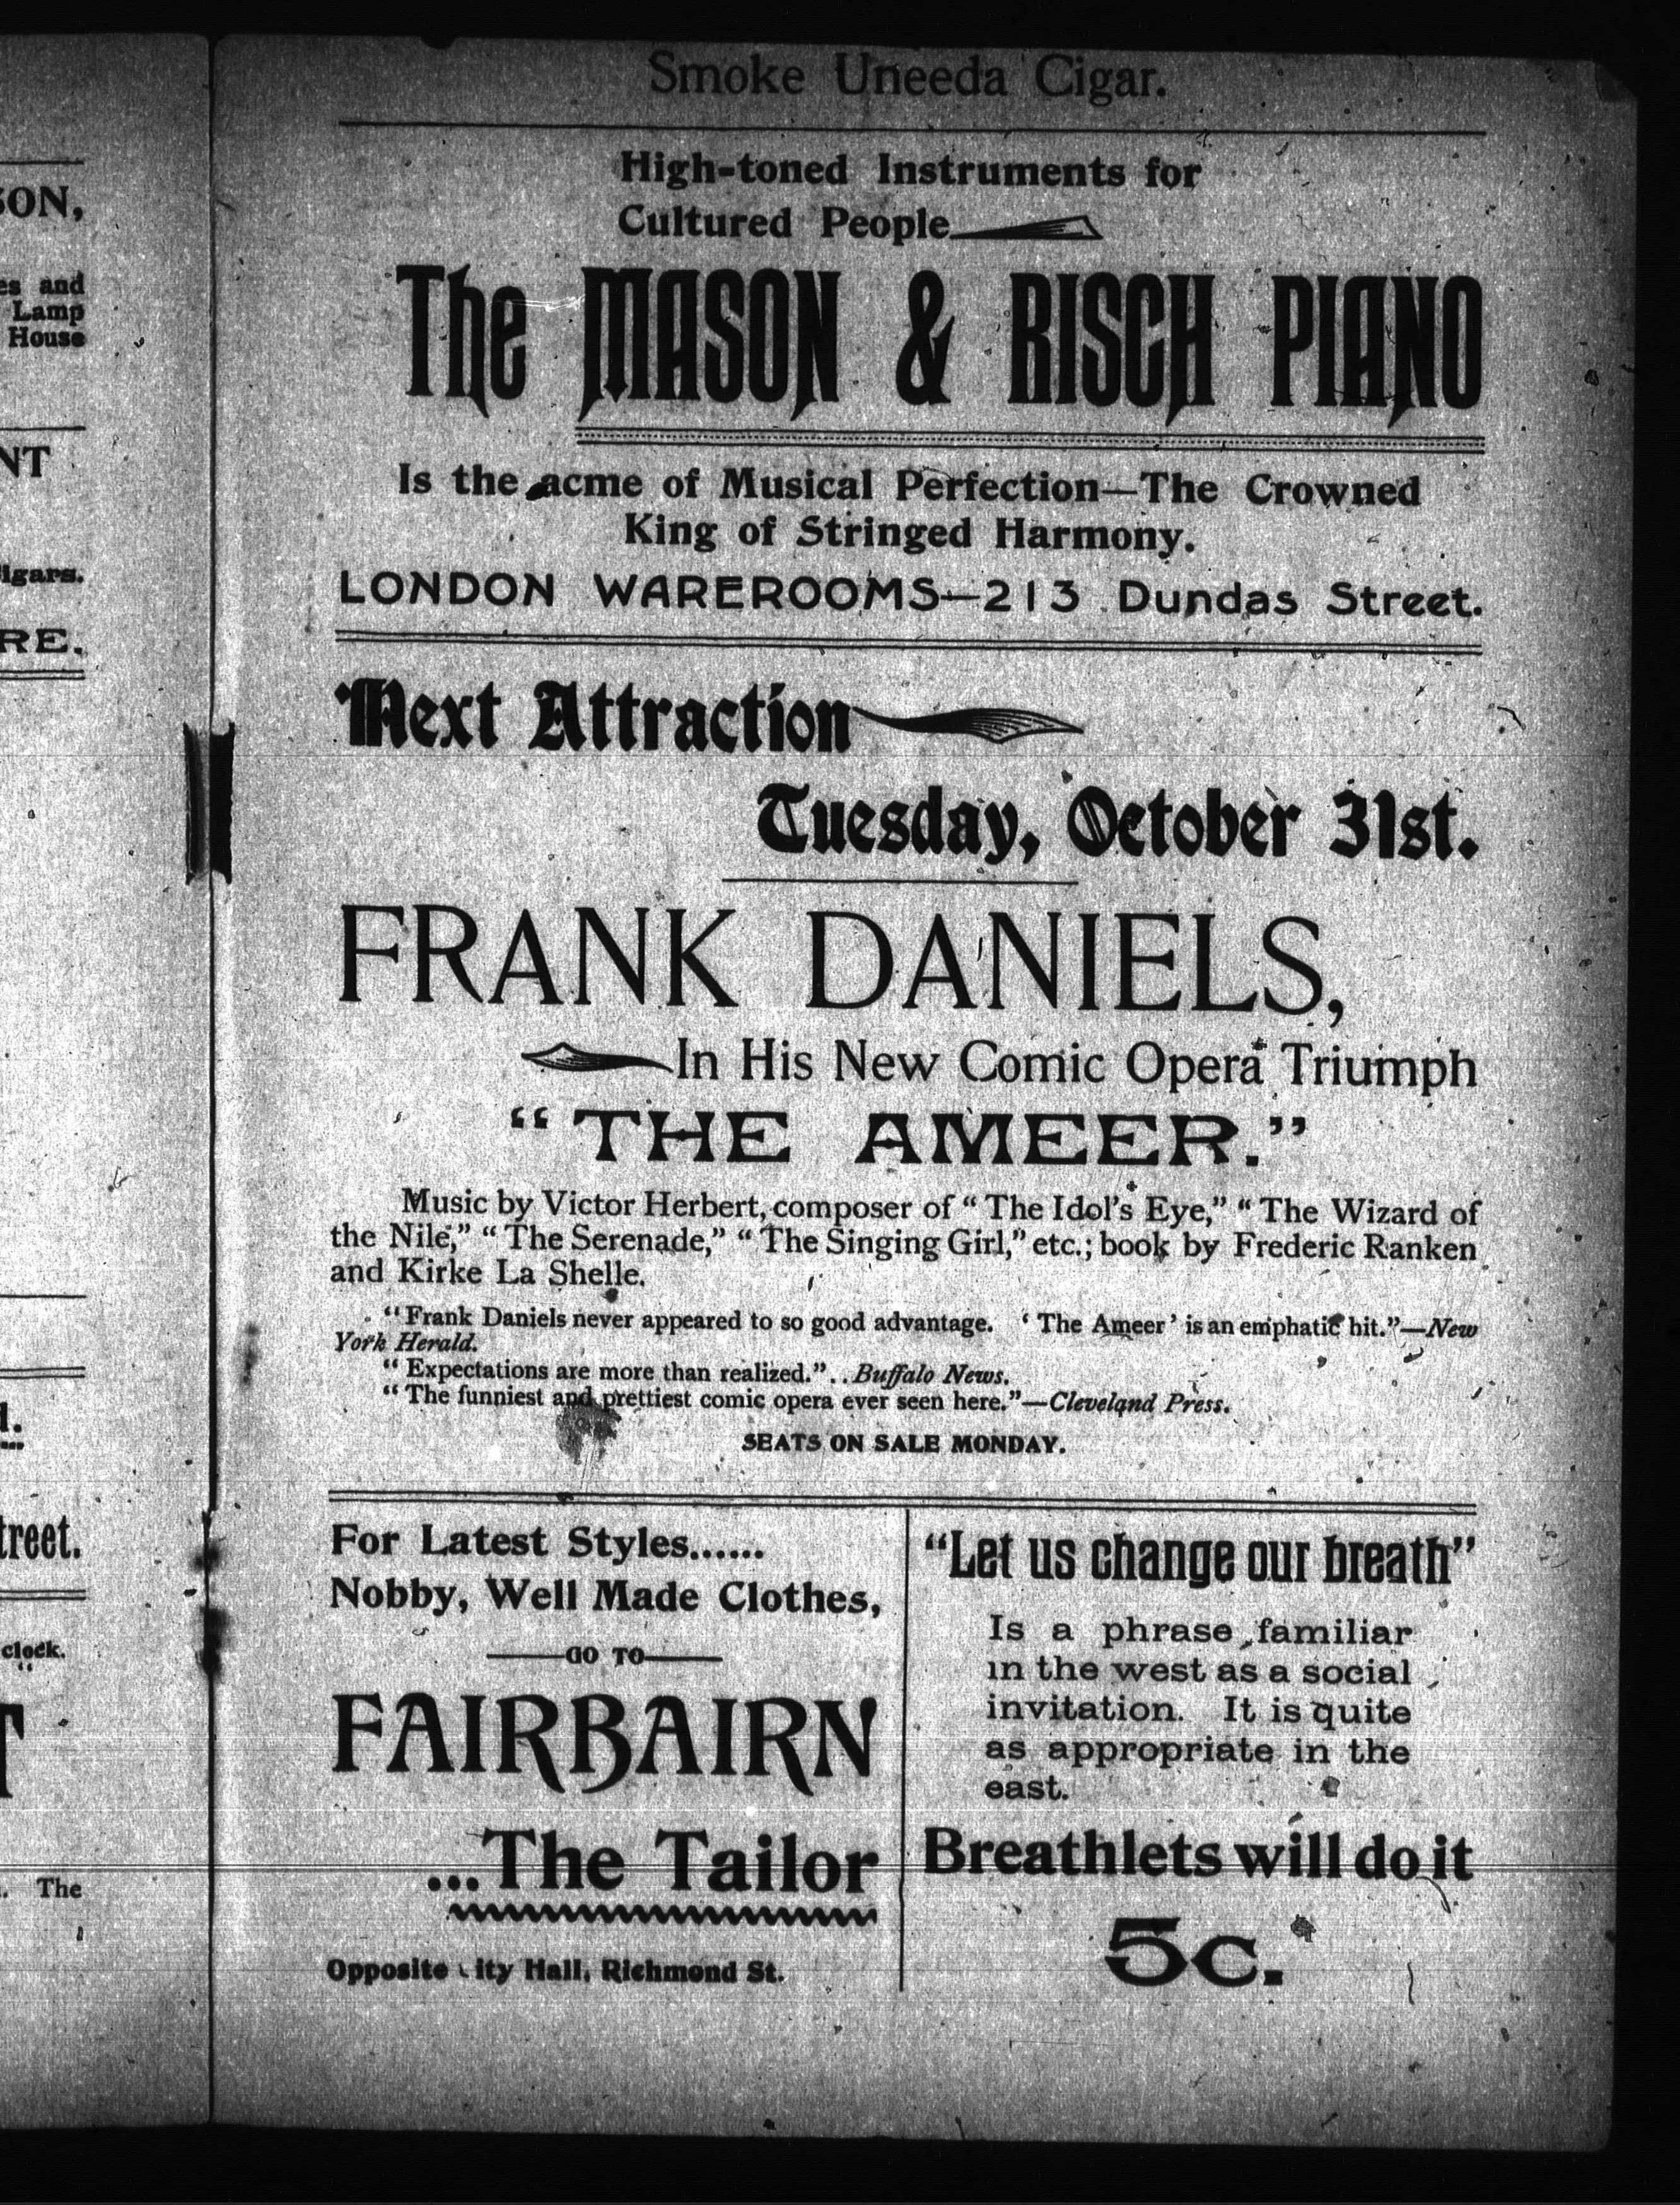 Smoke Uneeda Cigar.
High-toned Instruments for
Cultured People
The MASON & RISCH PIANO
Is the acme of Musical Perfection—The Crowned
King of Stringed Harmony.
LONDON WAREROOMS—213 Dundas Street.
Next Attraction
Tuesday, October 31st.
FRANK DANIELS,
In His New Comic Opera Triumph
"THE AMEER."
Music by Victor Herbert, composer of "The Idol's Eye," "The Wizard of
the Nile," "The Serenade," "The Singing Girl," etc.; book by Frederic Ranken
and Kirke La Shelle.
"Frank Daniels never appeared to so good advantage. 'The Ameer' is an emphatic hit."—New
York Herald.
"Expectations are more than realized."..Buffalo News.
"The funniest and prettiest comic opera ever seen here."—Cleveland Press.
SEATS ON SALE MONDAY.
For Latest Styles......
Nobby, Well Made Clothes,
GO TO
FAIRBAIRN
...The Tailor
Opposite ity Hall, Richmond St.
"Let us change our breath"
Is a phrase familiar
in the west as a social
invitation. It is quite
as appropriate in the
east.
Breathlets will do it
5c.
SON,
es and
Lamp
House
NT
igars.
RE.
treet.
clock.
T
The